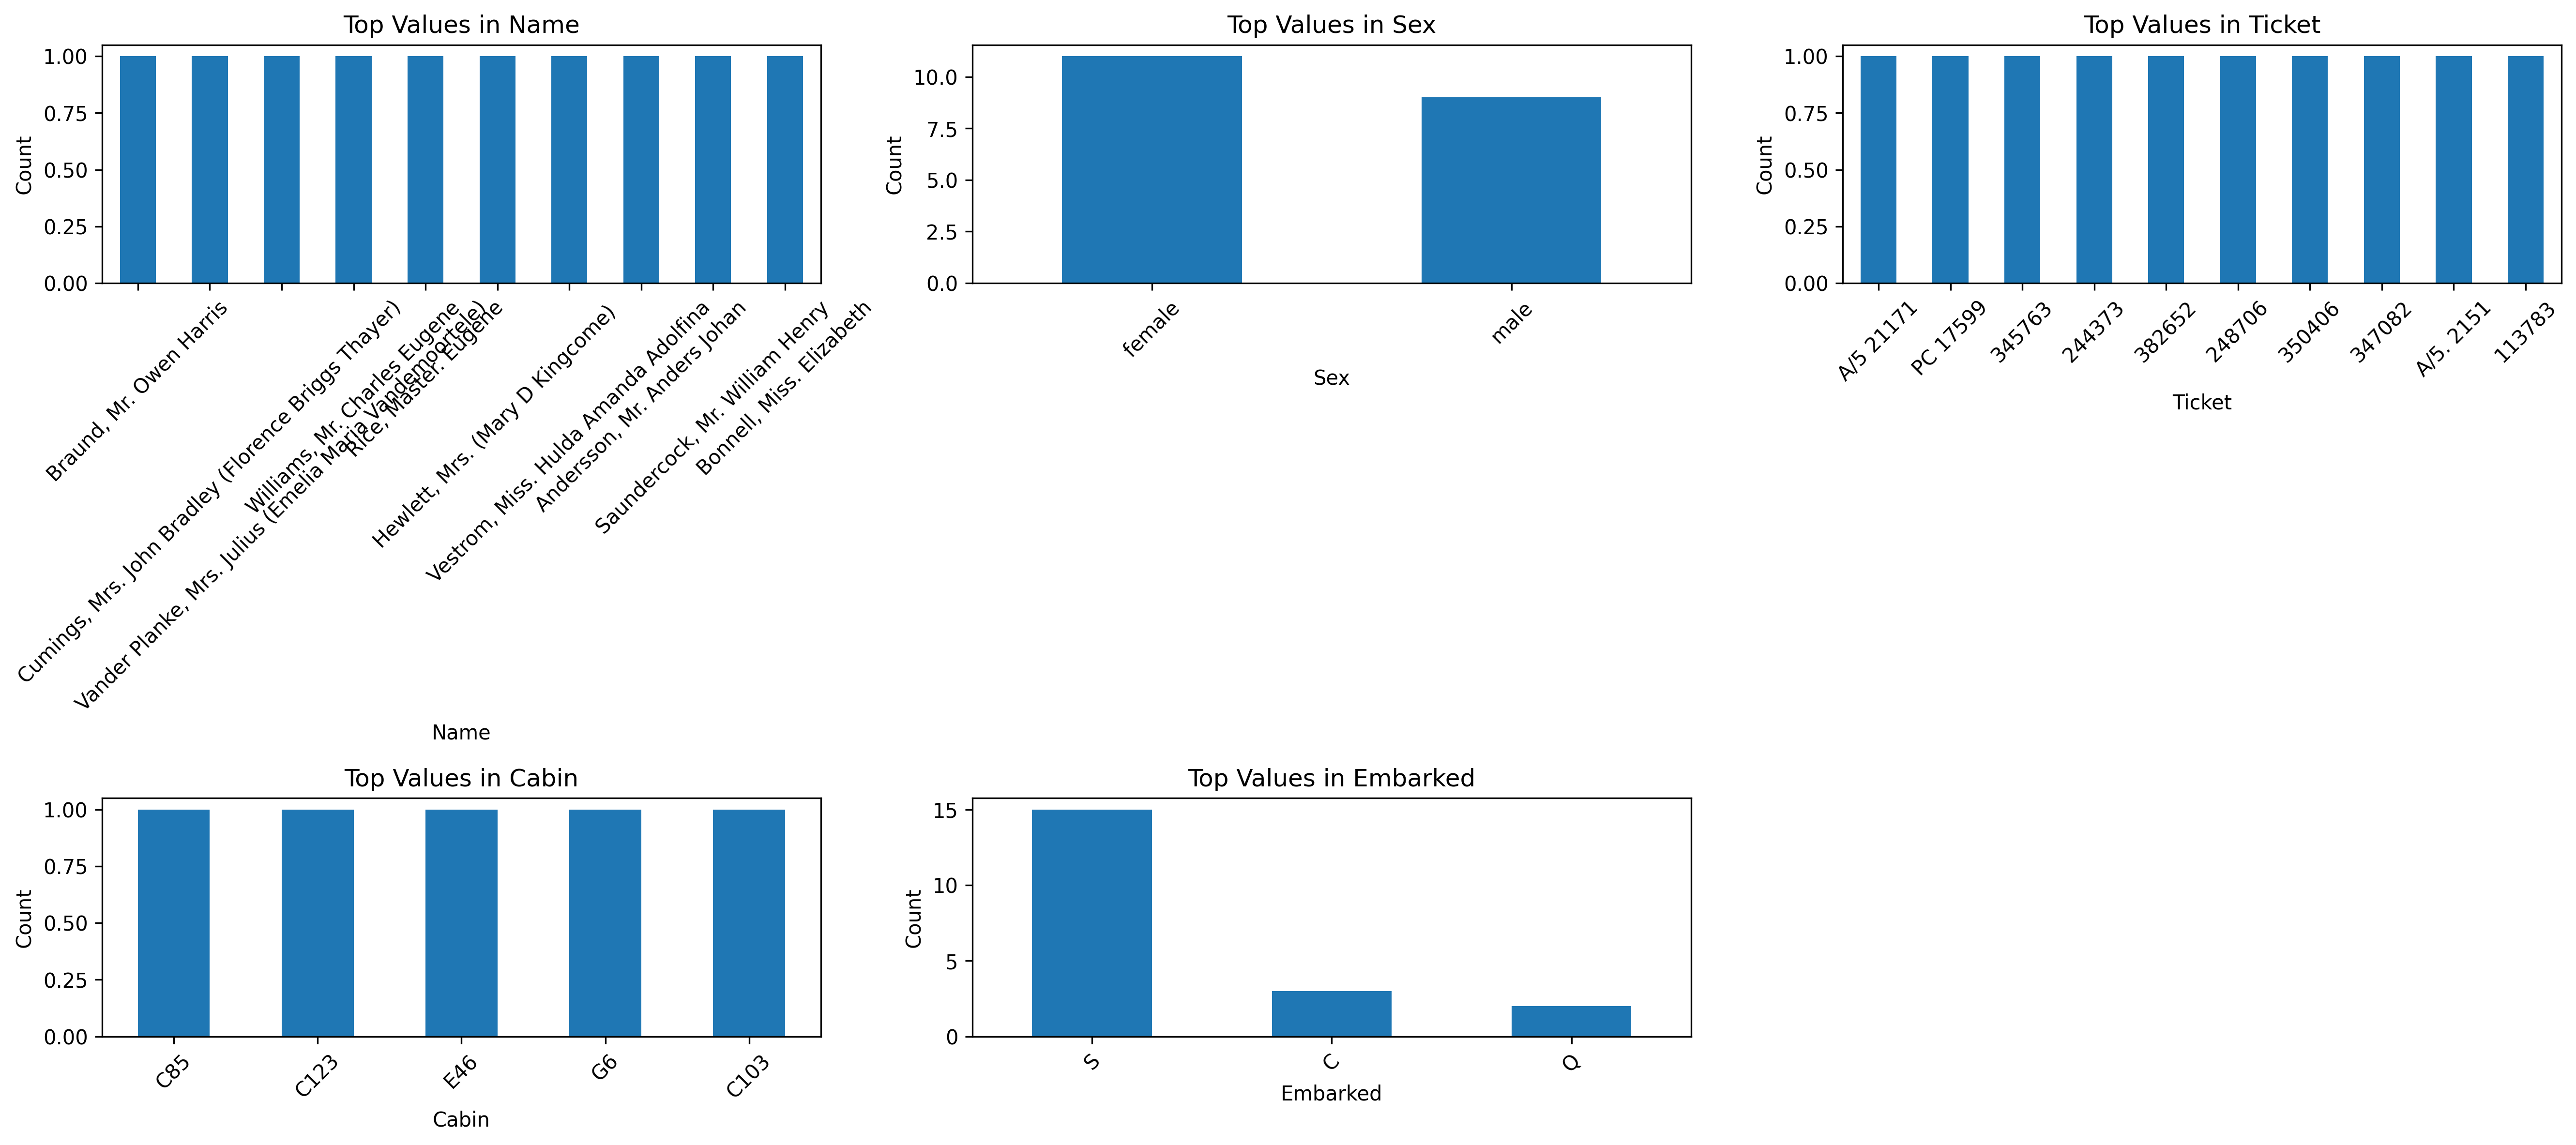 Top Values in Name
1.00
0.75
0.50
0.25
0.00
Count
Braund, Mr. Owen Harris
Cumings, Mrs. John Bradley (Florence Briggs Thayer)
Vander Planke, Mrs. Julius (Emelia Maria Vandemoortele)
Williams, Mr. Charles Eugene
Rice, Master. Eugene
Hewlett, Mrs. (Mary D Kingcome)
Vestrom, Miss. Hulda Amanda Adolfina
Andersson, Mr. Anders Johan
Saundercock, Mr. William Henry
Bonnell, Miss. Elizabeth
Name
Top Values in Sex
10.0
7.5
5.0
2.5
0.0
Count
female
male
Sex
Top Values in Ticket
1.00
0.75
0.50
0.25
0.00
Count
A/5 21171
PC 17599
345763
244373
382652
248706
350406
347082
A/5. 2151
113783
Ticket
Top Values in Cabin
1.00
0.75
0.50
0.25
0.00
Count
C85
C123
E46
G6
C103
Cabin
Top Values in Embarked
15
10
5
0
Count
S
C
Q
Embarked